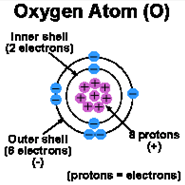 Oxygen Atom (O)
Inner shell
(2 electrons)
Outer shell
(6 electrons)
(-)
8 protons
(+)
(protons = electrons)